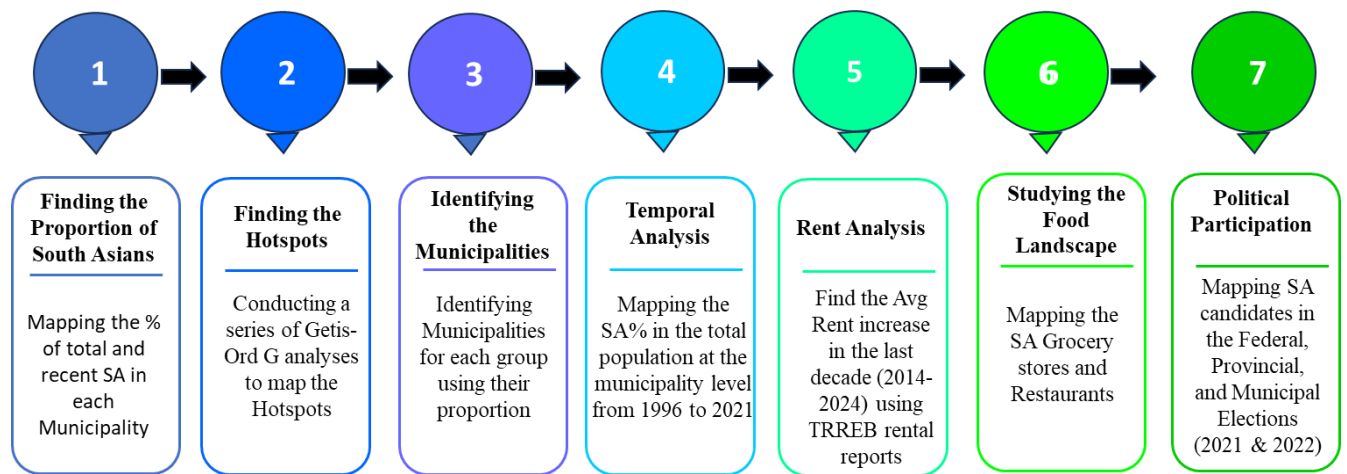 1
2
3
4
5
6
7
Finding the
Proportion of
South Asians
Mapping the %
of total and
recent SA in
each
Municipality
Finding the
Hotspots
Conducting a
series of Getis-
Ord G analyses
to map the
Hotspots
Identifying
the
Municipalities
Identifying
Municipalities
for each group
using their
proportion
Temporal
Analysis
Mapping the
SA% in the total
population at the
municipality level
from 1996 to 2021
Rent Analysis
Find the Avg
Rent increase
in the last
decade (2014-
2024) using
TRREB rental
reports
Studying the
Food
Landscape
Mapping the
SA Grocery
stores and
Restaurants
Political
Participation
Mapping SA
candidates in
the Federal,
Provincial,
and Municipal
Elections
(2021 & 2022)